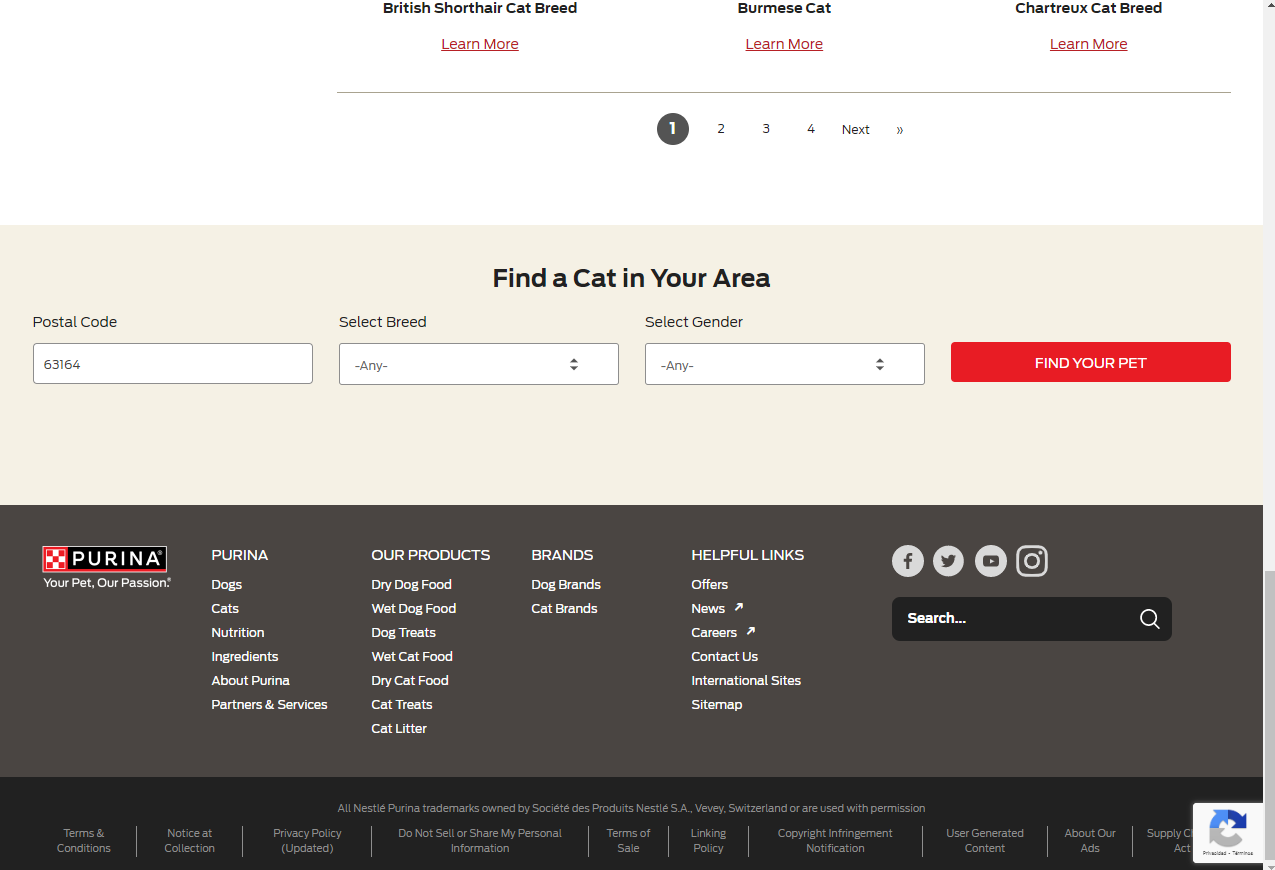 British Shorthair Cat Breed
Burmese Cat
Chartreux Cat Breed
Learn More
Learn More
Learn More
1
2
3
4
Next
»
Find a Cat in Your Area
Postal Code
Select Breed
Select Gender
63164
-Any-
-Any-
FIND YOUR PET
PURINA®
Your Pet, Our Passion.®
PURINA
Dogs
Cats
Nutrition
Ingredients
About Purina
Partners & Services
OUR PRODUCTS
Dry Dog Food
Wet Dog Food
Dog Treats
Wet Cat Food
Dry Cat Food
Cat Treats
Cat Litter
BRANDS
Dog Brands
Cat Brands
HELPFUL LINKS
Offers
News
Careers
Contact Us
International Sites
Sitemap
Search...
All Nestlé Purina trademarks owned by Société des Produits Nestlé S.A., Vevey, Switzerland or are used with permission
Terms &
Conditions
Notice at
Collection
Privacy Policy
(Updated)
Do Not Sell or Share My Personal
Information
Terms of
Sale
Linking
Policy
Copyright Infringement
Notification
User Generated
Content
About Our
Ads
Supply
Act
Privacidad - Términos